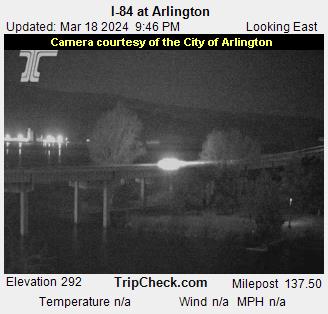 I-84 at Arlington
Updated: Mar 18 2024 9:46 PM Looking East
Camera courtesy of the City of Arlington
Elevation 292 TripCheck.com Milepost 137.50
Temperature n/a Wind n/a MPH n/a